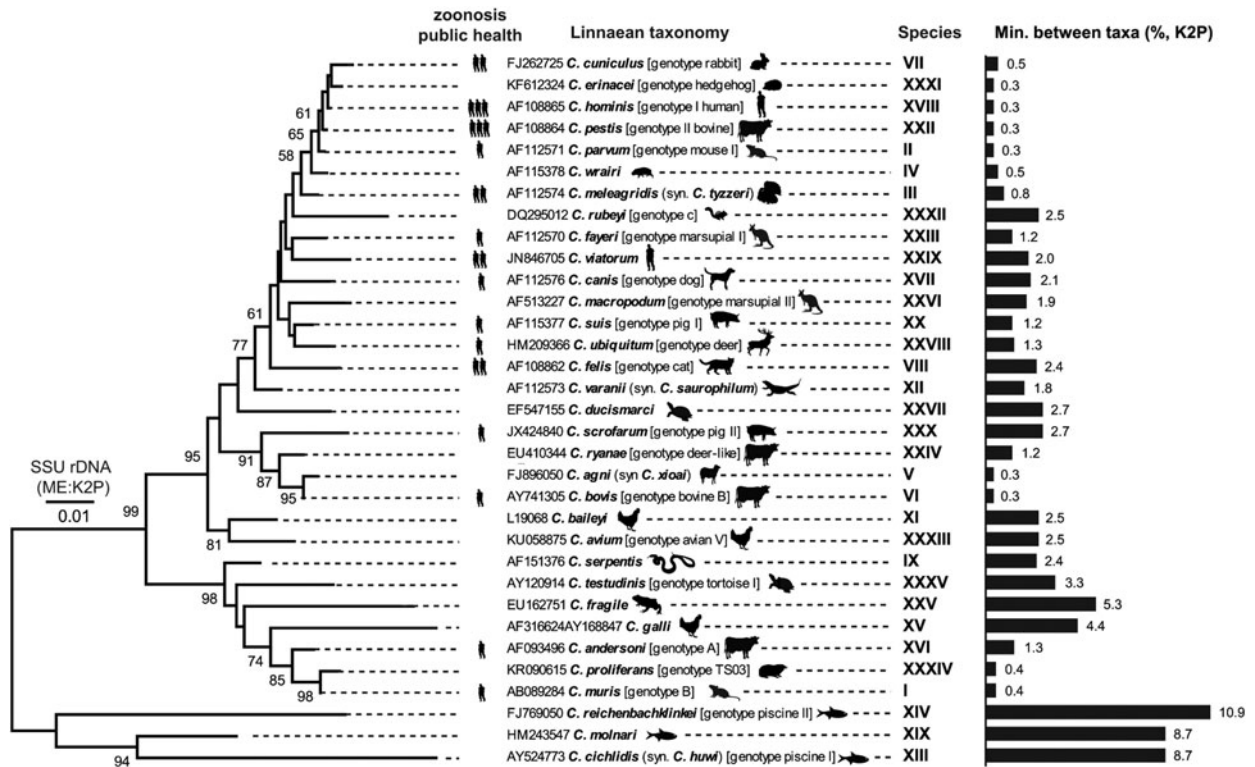 zoonosis
public health Linnaean taxonomy Species Min. between taxa (%, K2P)
FJ262725 C. cuniculus [genotype rabbit] VII 0.5
KF612324 C. erinacei [genotype hedgehog] XXXI 0.3
61 AF108865 C. hominis [genotype I human] XVIII 0.3
65 AF108864 C. pestis [genotype II bovine] XXII 0.3
58 AF112571 C. parvum [genotype mouse I] II 0.3
AF115378 C. wrairi IV 0.5
AF112574 C. meleagridis (syn. C. tyzzeri) III 0.8
DQ295012 C. rubeyi [genotype c] XXXII 2.5
AF112570 C. fayeri [genotype marsupial I] XXIII 1.2
JN846705 C. viatorum XXIX 2.0
AF112576 C. canis [genotype dog] XVII 2.1
AF513227 C. macropodum [genotype marsupial II] XXVI 1.9
61 AF115377 C. suis [genotype pig I] XX 1.2
77 HM209366 C. ubiquitum [genotype deer] XXVIII 1.3
AF108862 C. felis [genotype cat] VIII 2.4
AF112573 C. varanii (syn. C. saurophilum) XII 1.8
EF547155 C. ducismarci XXVII 2.7
JX424840 C. scrofarum [genotype pig II] XXX 2.7
95 91 EU410344 C. ryanae [genotype deer-like] XXIV 1.2
SSU rDNA 87 FJ896050 C. agni (syn C. xioai) V 0.3
(ME:K2P) 95 AY741305 C. bovis [genotype bovine B] VI 0.3
0.01 99 L19068 C. baileyi XI 2.5
81 KU058875 C. avium [genotype avian V] XXXIII 2.5
AF151376 C. serpentis IX 2.4
98 AY120914 C. testudinis [genotype tortoise I] XXXV 3.3
EU162751 C. fragile XXV 5.3
AF316624AY168847 C. galli XV 4.4
74 AF093496 C. andersoni [genotype A] XVI 1.3
85 KR090615 C. proliferans [genotype TS03] XXXIV 0.4
98 AB089284 C. muris [genotype B] I 0.4
FJ769050 C. reichenbachklinkei [genotype piscine II] XIV 10.9
HM243547 C. molnari XIX 8.7
94 AY524773 C. cichlidis (syn. C. huwi) [genotype piscine I] XIII 8.7